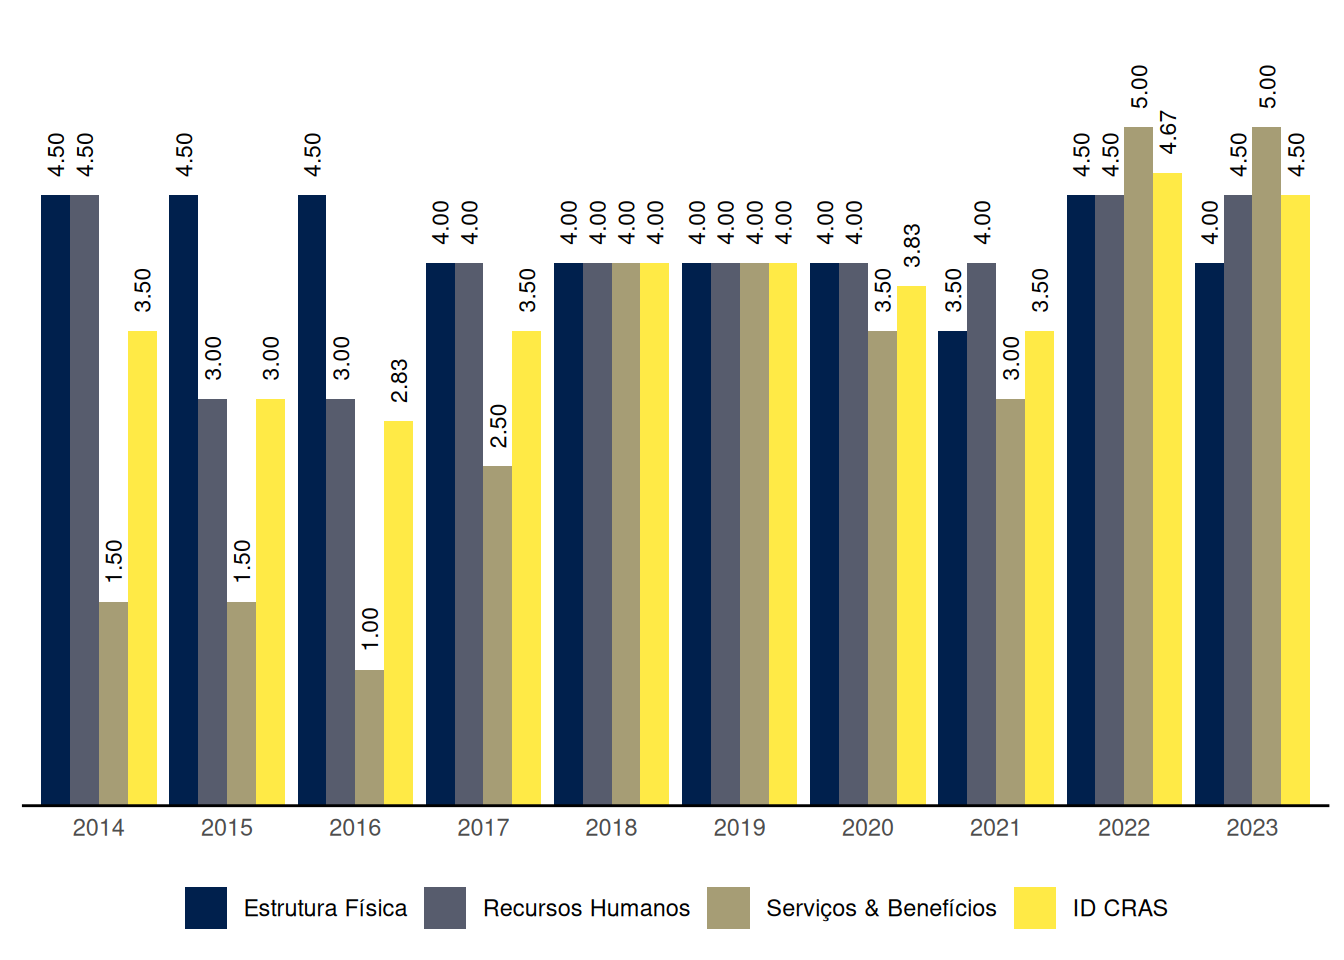 4.50 4.50 1.50 3.50
4.50 3.00 1.50 3.00
4.50 3.00 1.00 2.83
4.00 4.00 2.50 3.50
4.00 4.00 4.00 4.00
4.00 4.00 4.00 4.00
4.00 4.00 3.50 3.83
3.50 4.00 3.00 3.50
4.50 4.50 5.00 4.67
4.00 4.50 5.00 4.50
2014 2015 2016 2017 2018 2019 2020 2021 2022 2023
Estrutura Física Recursos Humanos Serviços & Benefícios ID CRAS